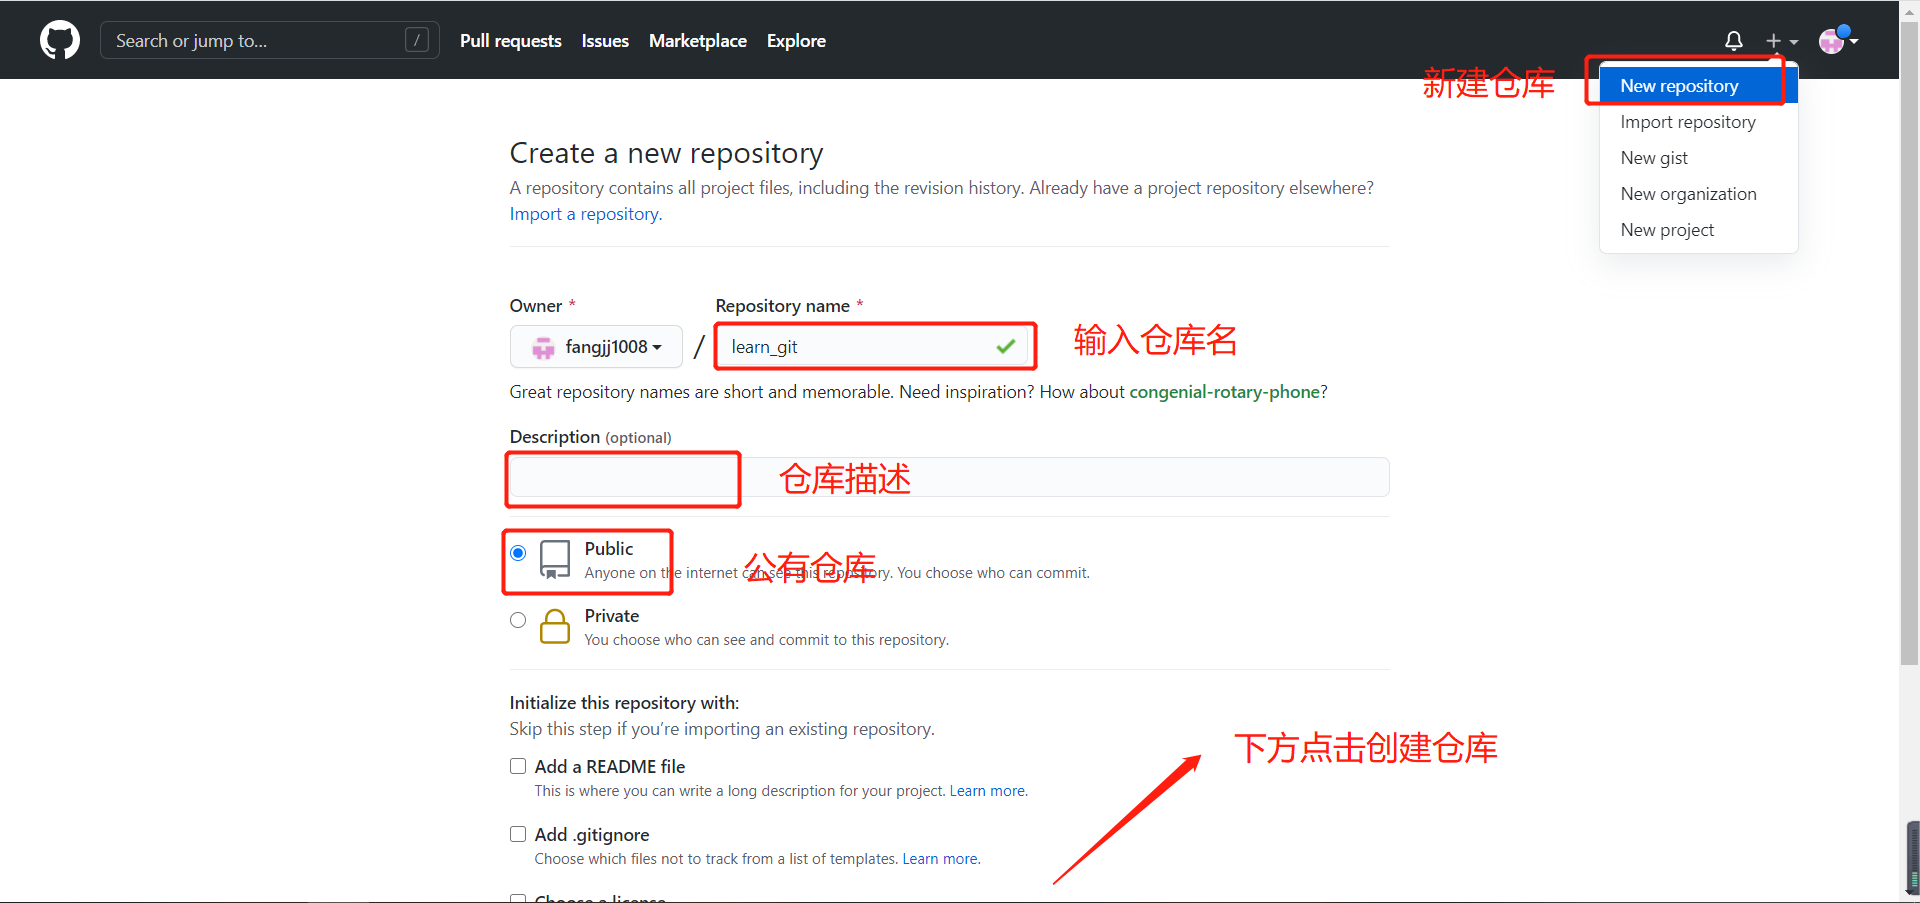 Search or jump to... /
Pull requests Issues Marketplace Explore
新建仓库
New repository
Import repository
New gist
New organization
New project
Create a new repository
A repository contains all project files, including the revision history. Already have a project repository elsewhere?
Import a repository.
Owner * Repository name *
fangjj1008 / learn_git
输入仓库名
Great repository names are short and memorable. Need inspiration? How about congenial-rotary-phone?
Description (optional)
仓库描述
Public
Anyone on the internet can see this repository. You choose who can commit.
公有仓库
Private
You choose who can see and commit to this repository.
Initialize this repository with:
Skip this step if you’re importing an existing repository.
下方点击创建仓库
Add a README file
This is where you can write a long description for your project. Learn more.
Add .gitignore
Choose which files not to track from a list of templates. Learn more.
Choose a license